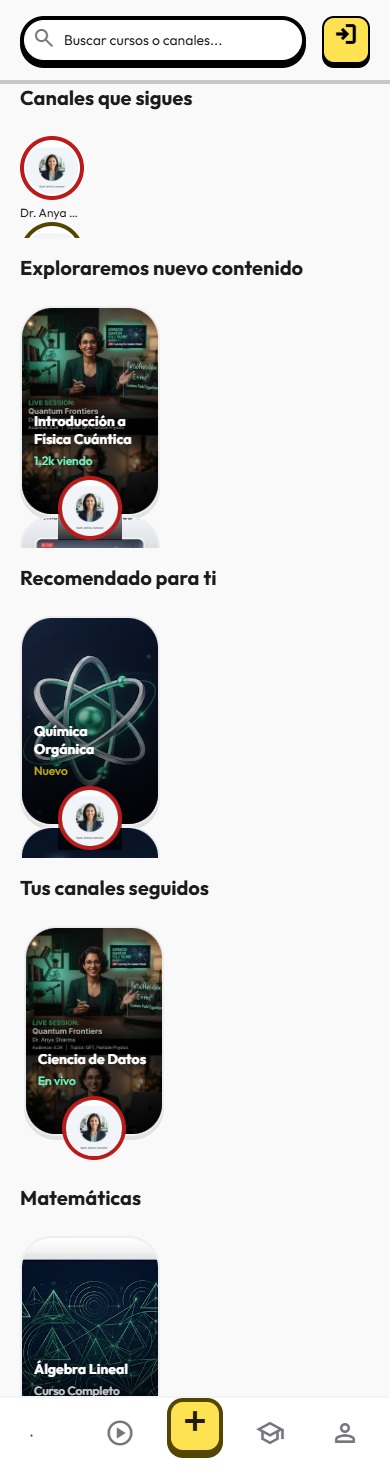 Buscar cursos o canales...
Canales que sigues
Dr. Anya ...
Exploraremos nuevo contenido
LIVE SESSION:
Quantum Frontiers
Introducción a
Física Cuántica
1,2k viendo
Recomendado para ti
Química
Orgánica
Nuevo
Tus canales seguidos
LIVE SESSION:
Quantum Frontiers
Dr. Anya Sharma
Ciencia de Datos
En vivo
Matemáticas
Álgebra Lineal
Curso Completo